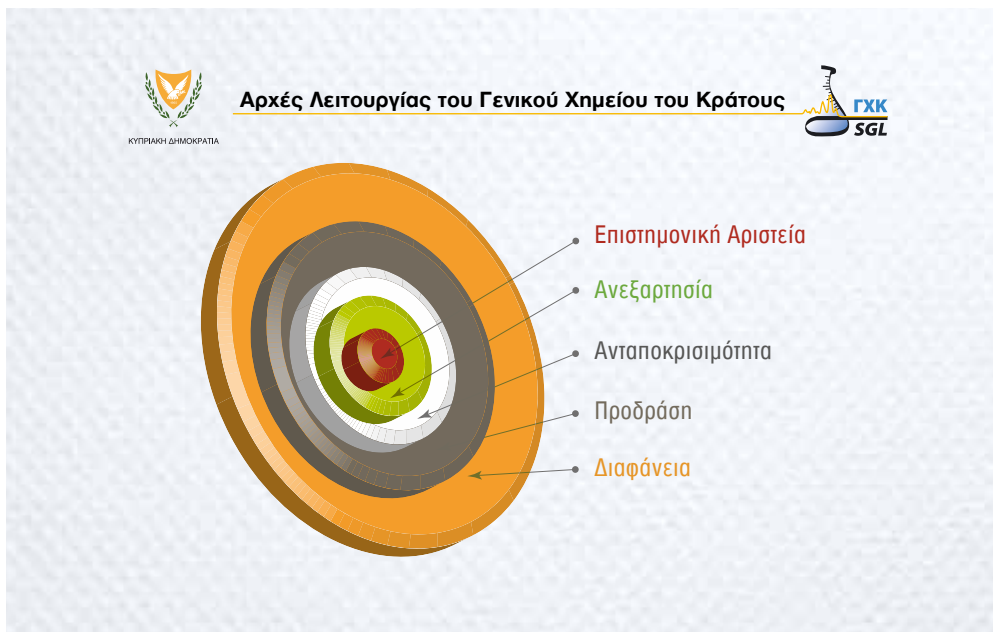 Αρχές Λειτουργίας του Γενικού Χημείου του Κράτους
ΚΥΠΡΙΑΚΗ ΔΗΜΟΚΡΑΤΙΑ
ΓΧΚ
SGL
Επιστημονική Αριστεία
Ανεξαρτησία
Ανταποκρισιμότητα
Προδράση
Διαφάνεια